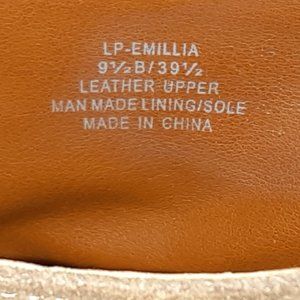 LP-EMILLIA
9½B/39½
LEATHER UPPER
MAN MADE LINING/SOLE
MADE IN CHINA